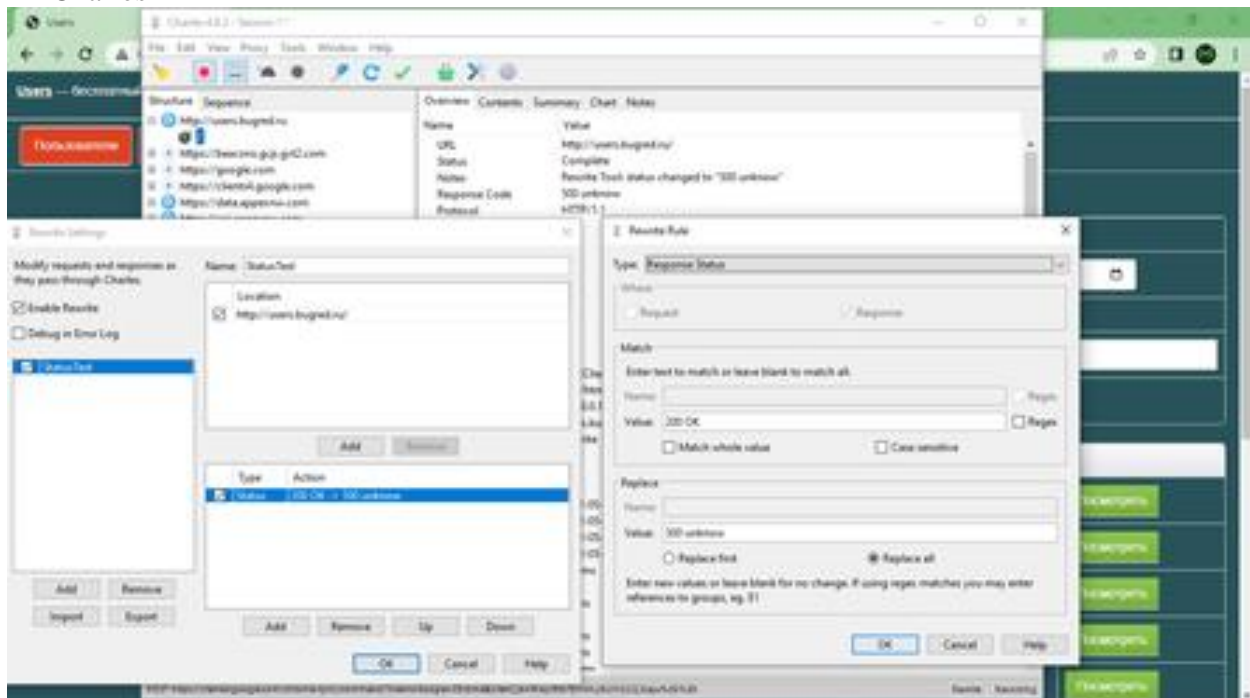 Users
Charles 4.6.2 - Session 1 *
File Edit View Proxy Tools Window Help
Users — бесплатный
Пользователи
Structure Sequence
Overview Contents Summary Chart Notes
http://users.bugred.ru
https://google.com
https://clients4.google.com
Name Value
URL http://users.bugred.ru/
Status Complete
Notes Rewrite Tool: status changed to "500 unknow"
Response Code 500 unknow
Protocol HTTP/1.1
Rewrite Settings
Modify requests and responses as
they pass through Charles.
Enable Rewrite
Debug in Error Log
StatusTest
Add Remove
Import Export
Name: StatusTest
Location
http://users.bugred.ru/
Add Remove
Type Action
Status 200 OK -> 500 unknow
Add Remove Up Down
OK Cancel Help
Rewrite Rule
Type: Response Status
Where
Request Response
Match
Enter text to match or leave blank to match all.
Name: Regex
Value: 200 OK Regex
Match whole value Case sensitive
Replace
Name:
Value: 500 unknow
Replace first Replace all
Enter new values or leave blank for no change. If using regex matches you may enter
references to groups, eg. $1
OK Cancel Help
Посмотреть
Посмотреть
Посмотреть
Посмотреть
Посмотреть
Rewrite Recording